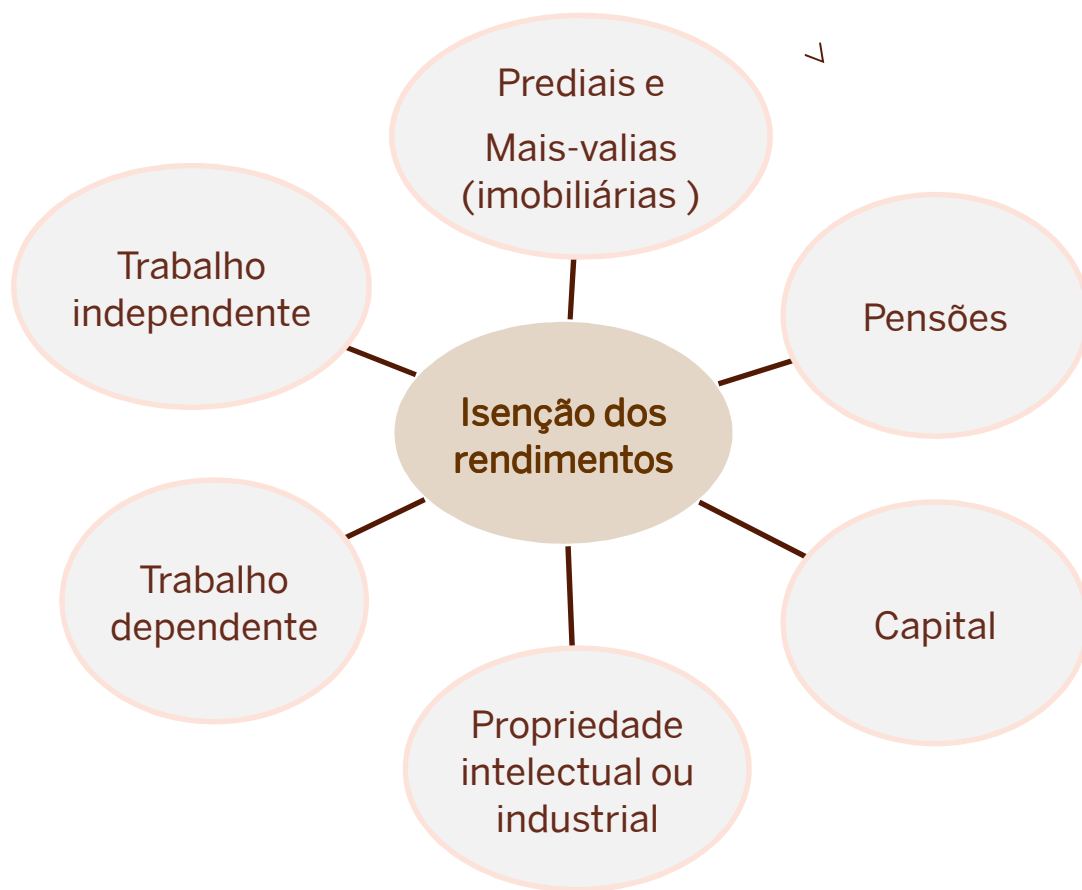 Prediais e
Mais-valias
(imobiliárias )
Trabalho
independente
Pensões
Isenção dos
rendimentos
Trabalho
dependente
Capital
Propriedade
intelectual ou
industrial